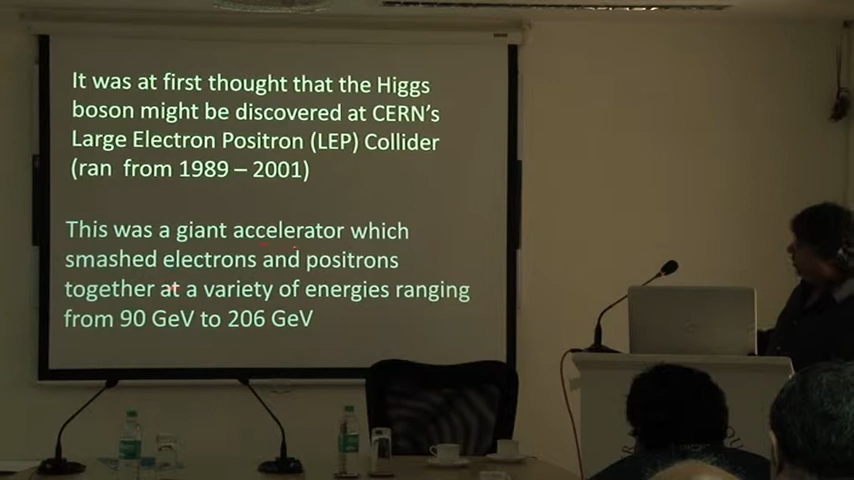 It was at first thought that the Higgs
boson might be discovered at CERN's
Large Electron Positron (LEP) Collider
(ran from 1989 – 2001)
This was a giant accelerator which
smashed electrons and positrons
together at a variety of energies ranging
from 90 GeV to 206 GeV